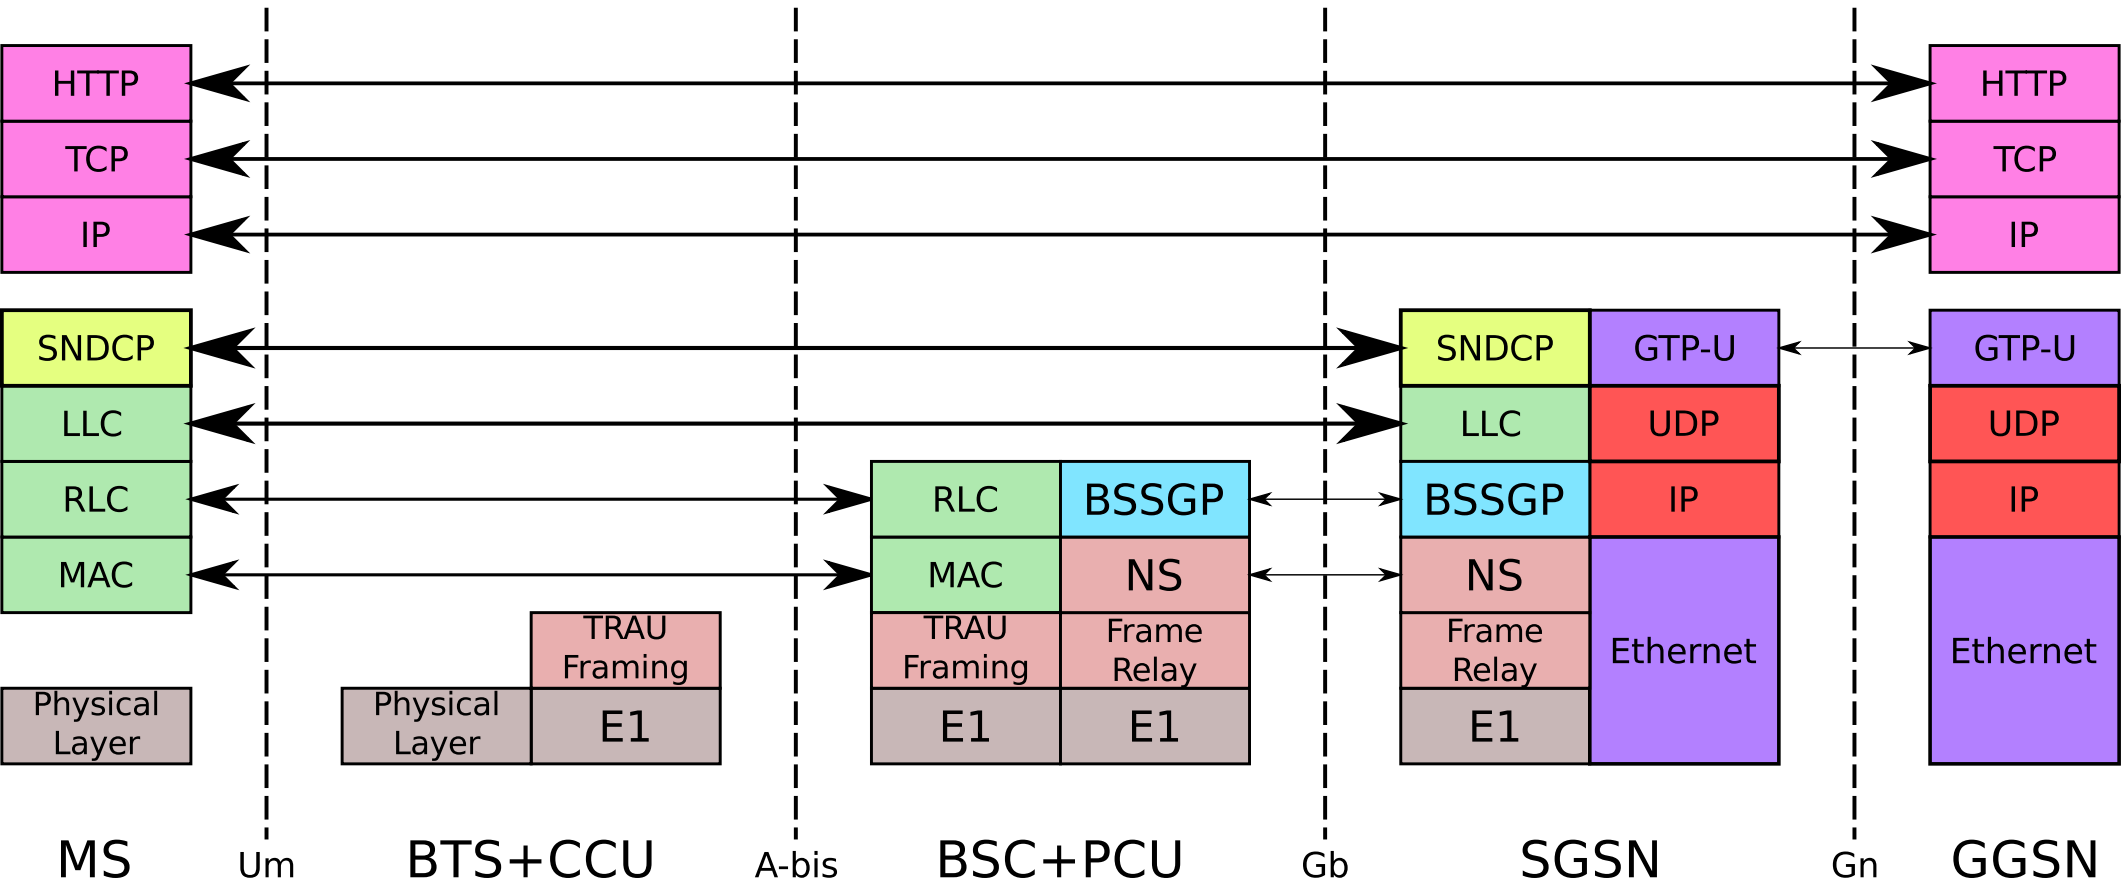 HTTP HTTP
TCP TCP
IP IP
SNDCP SNDCP GTP-U GTP-U
LLC LLC UDP UDP
RLC RLC BSSGP BSSGP IP IP
MAC MAC NS NS
TRAU TRAU Frame Frame
Framing Framing Relay Relay Ethernet Ethernet
Physical Physical
Layer Layer E1 E1 E1 E1
MS Um BTS+CCU A-bis BSC+PCU Gb SGSN Gn GGSN